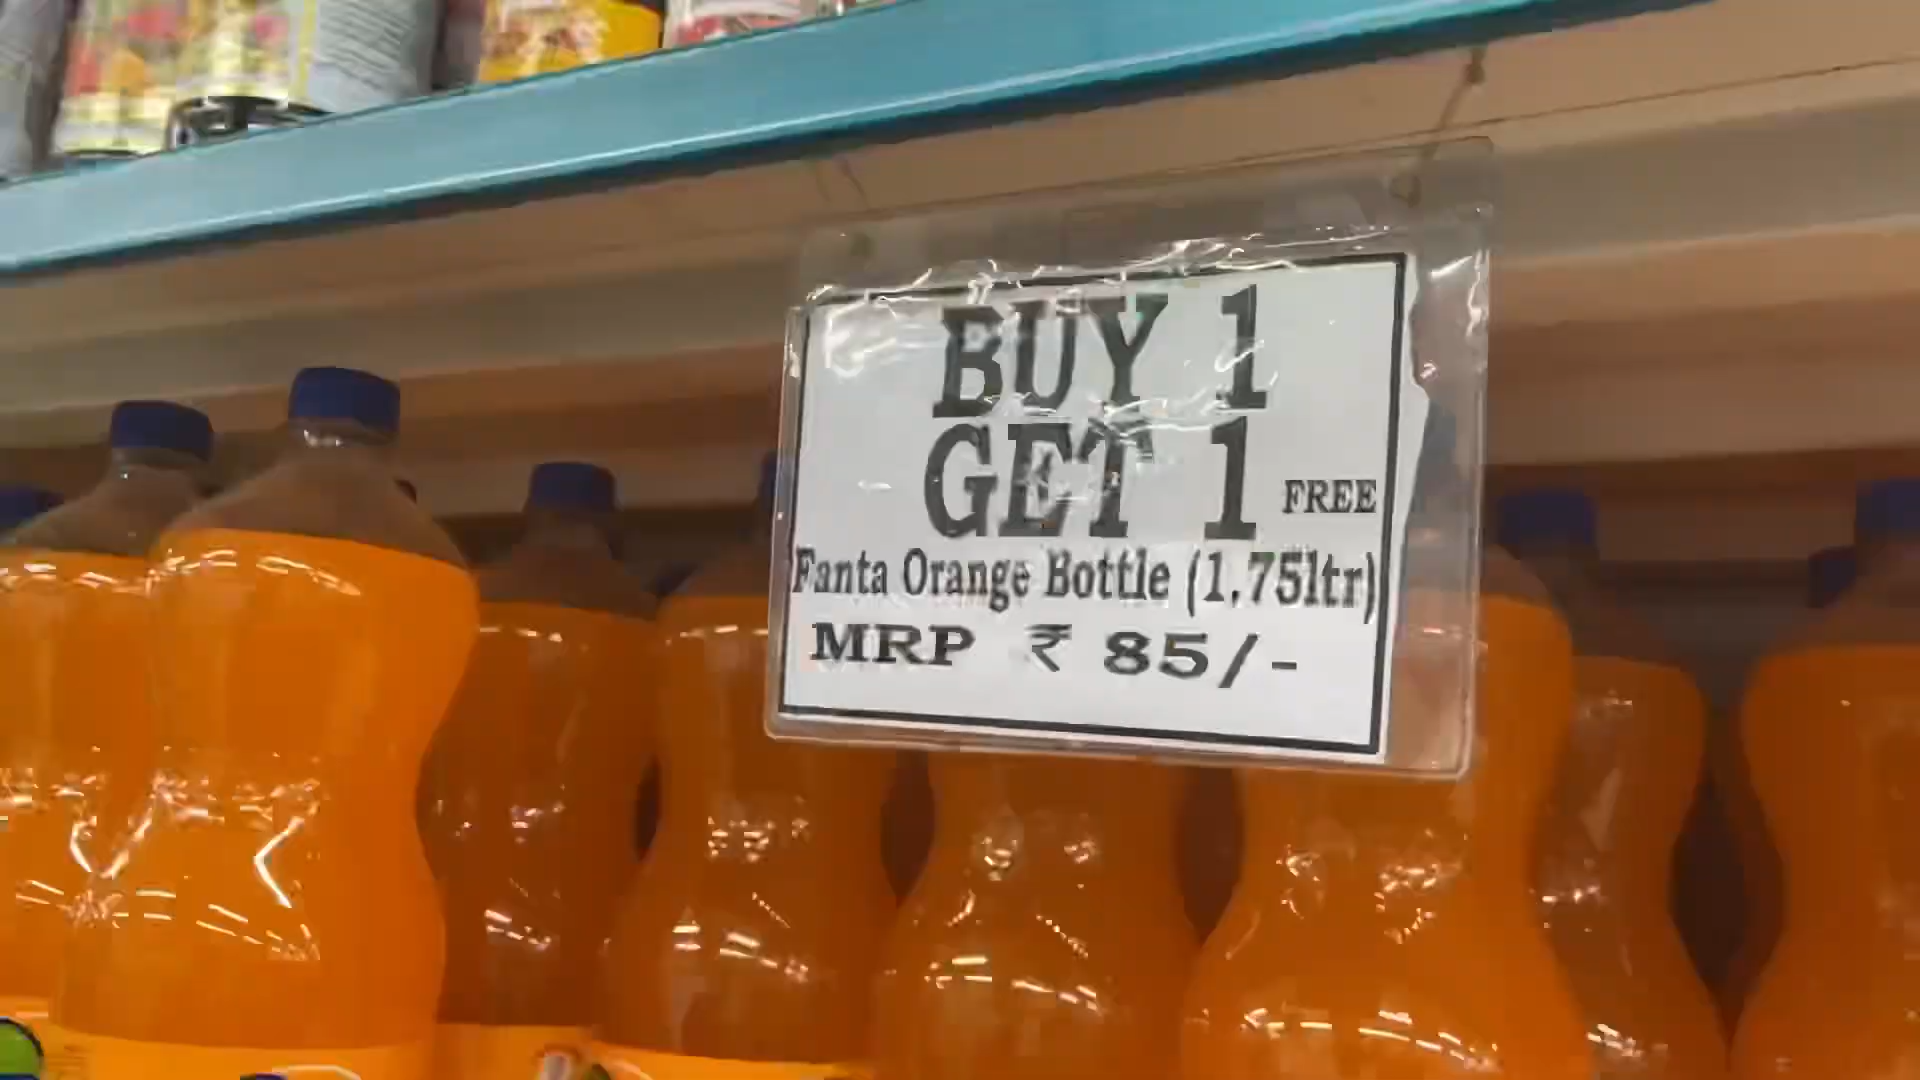 BUY 1
GET 1 FREE
Fanta Orange Bottle (1.75ltr)
MRP ₹ 85/-